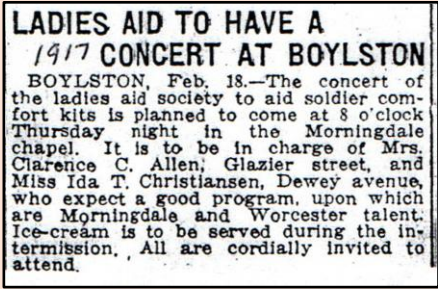 LADIES AID TO HAVE A
1917 CONCERT AT BOYLSTON
BOYLSTON, Feb. 18.—The concert of
the ladies aid society to aid soldier com-
fort kits is planned to come at 8 o'clock
Thursday night in the Morningdale
chapel. It is to be in charge of Mrs.
Clarence C. Allen, Glazier street, and
Miss Ida T. Christiansen, Dewey avenue,
who expect a good program, upon which
are Morningdale and Worcester talent.
Ice-cream is to be served during the in-
termission. All are cordially invited to
attend.